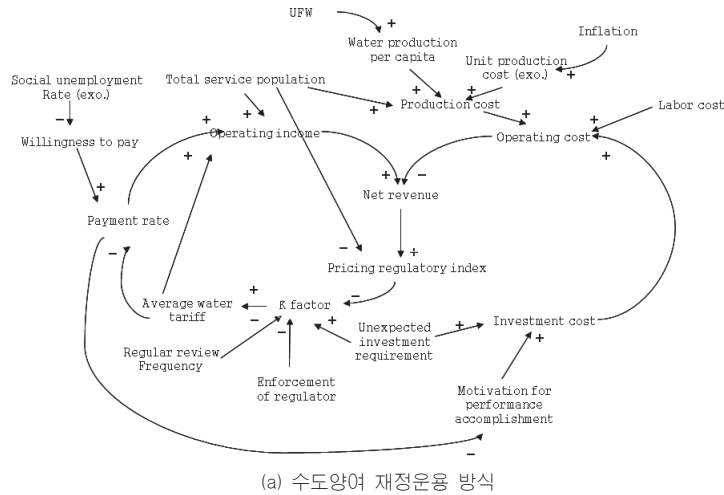 UFW
+
Water production
per capita
Inflation
Unit production
cost (exo.)
+
Social unemployment
Rate (exo.)
Total service population
+
+
+
+
Production cost
Labor cost
−
+
+
Operating income
+
+
Operating cost
+
Willingness to pay
+
+
−
Net revenue
+
Payment rate
−
−
+
Pricing regulatory index
−
Average water
tariff
+
K factor
−
−
+
Unexpected
investment
requirement
+
Investment cost
+
Regular review
Frequency
Enforcement
of regulator
Motivation for
performance
accomplishment
−
(a) 수도양여 재정운용 방식